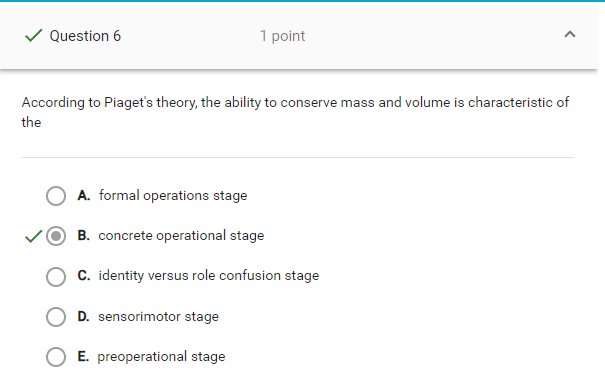 Question 6
1 point
According to Piaget's theory, the ability to conserve mass and volume is characteristic of
the
A. formal operations stage
B. concrete operational stage
C. identity versus role confusion stage
D. sensorimotor stage
E. preoperational stage